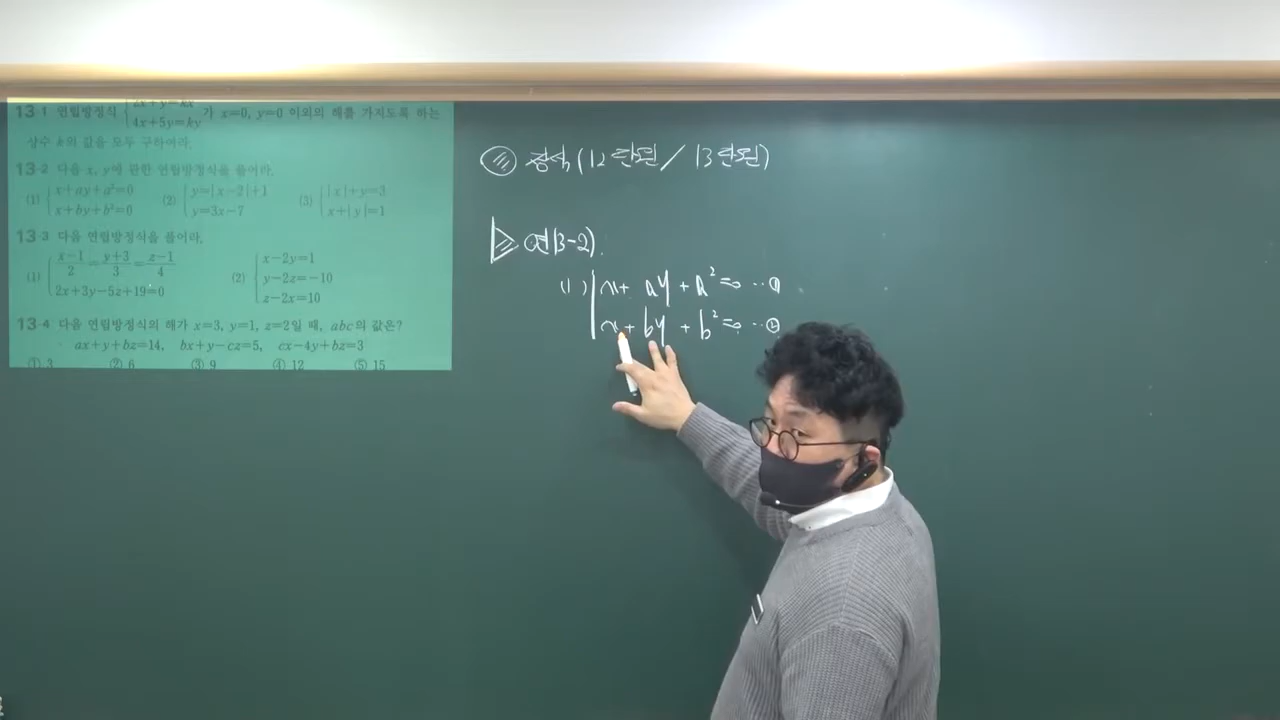 13-1 연립방정식 { 2x+y=kx
4x+5y=ky 가 x=0, y=0 이외의 해를 가지도록 하는
상수 k의 값을 모두 구하여라.
13-2 다음 x, y에 관한 연립방정식을 풀어라.
(1) { x+ay+a²=0 (2) { y=|x-2|+1 (3) { |x|+y=3
x+by+b²=0 y=3x-7 x+|y|=1
13-3 다음 연립방정식을 풀어라.
(1) { (x-1)/2=(y+3)/3=(z-1)/4 (2) { x-2y=1
2x+3y-5z+19=0 y-2z=-10
z-2x=10
13-4 다음 연립방정식의 해가 x=3, y=1, z=2일 때, abc의 값은?
ax+y+bz=14, bx+y-cz=5, cx-4y+bz=3
① 3 ② 6 ③ 9 ④ 12 ⑤ 15
정석(12단원 / 13단원)
연13-2).
(1) x+ay+a²=0 … ①
x+by+b²=0 … ②